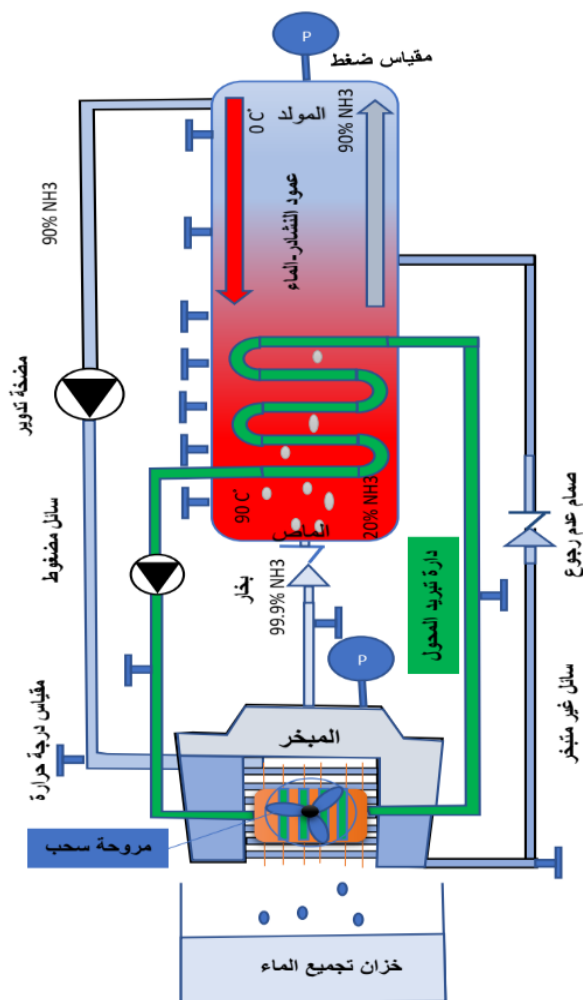 P
مقياس ضغط
المولد
0 C°
90% NH3
عمود النشادر-الماء
90% NH3
مضخة تدوير
سائل مضغوط
مقياس درجة حرارة
90 C°
20% NH3
الماص
بخار
99.9% NH3
دارة تبريد المحول
صمام عدم رجوع
سائل غير متبخر
P
المبخر
مروحة سحب
خزان تجميع الماء